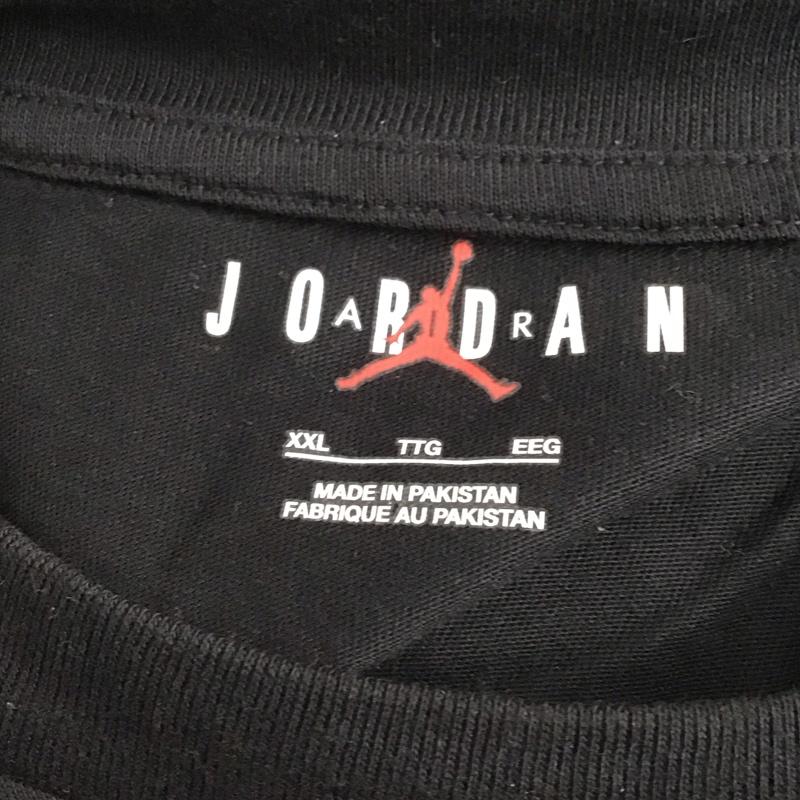 JORDAN
AIR
XXL TTG EEG
MADE IN PAKISTAN
FABRIQUE AU PAKISTAN